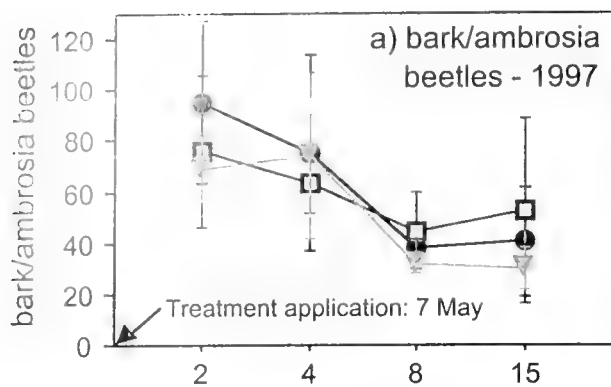 a) bark/ambrosia
beetles - 1997
bark/ambrosia beetles
120
100
80
60
40
20
0
Treatment application: 7 May
2 4 8 15